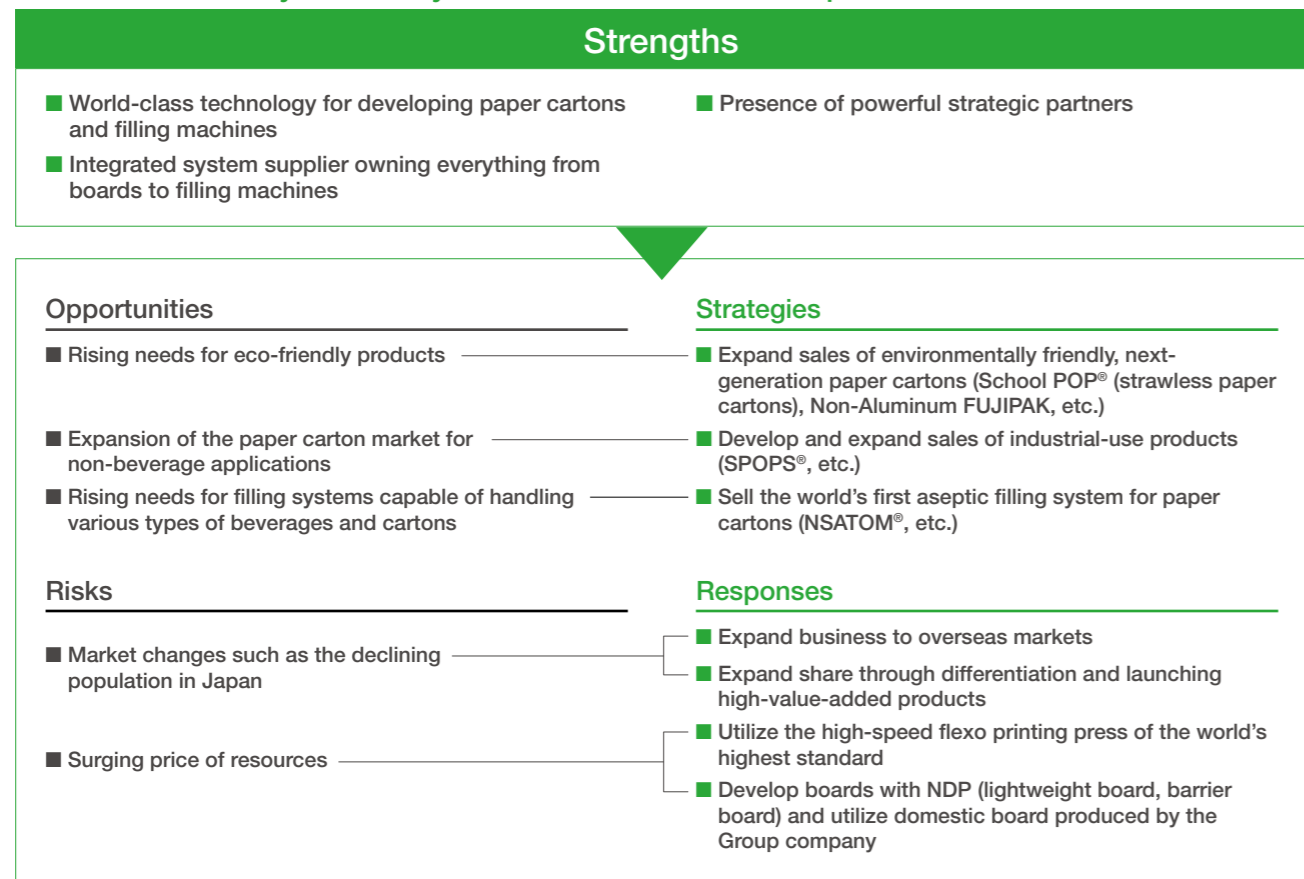 Strengths
■ World-class technology for developing paper cartons
and filling machines
■ Integrated system supplier owning everything from
boards to filling machines
■ Presence of powerful strategic partners
Opportunities
■ Rising needs for eco-friendly products
■ Expansion of the paper carton market for
non-beverage applications
■ Rising needs for filling systems capable of handling
various types of beverages and cartons
Strategies
■ Expand sales of environmentally friendly, next-
generation paper cartons (School POP® (strawless paper
cartons), Non-Aluminum FUJIPAK, etc.)
■ Develop and expand sales of industrial-use products
(SPOPS®, etc.)
■ Sell the world's first aseptic filling system for paper
cartons (NSATOM®, etc.)
Risks
■ Market changes such as the declining
population in Japan
■ Surging price of resources
Responses
■ Expand business to overseas markets
■ Expand share through differentiation and launching
high-value-added products
■ Utilize the high-speed flexo printing press of the world's
highest standard
■ Develop boards with NDP (lightweight board, barrier
board) and utilize domestic board produced by the
Group company